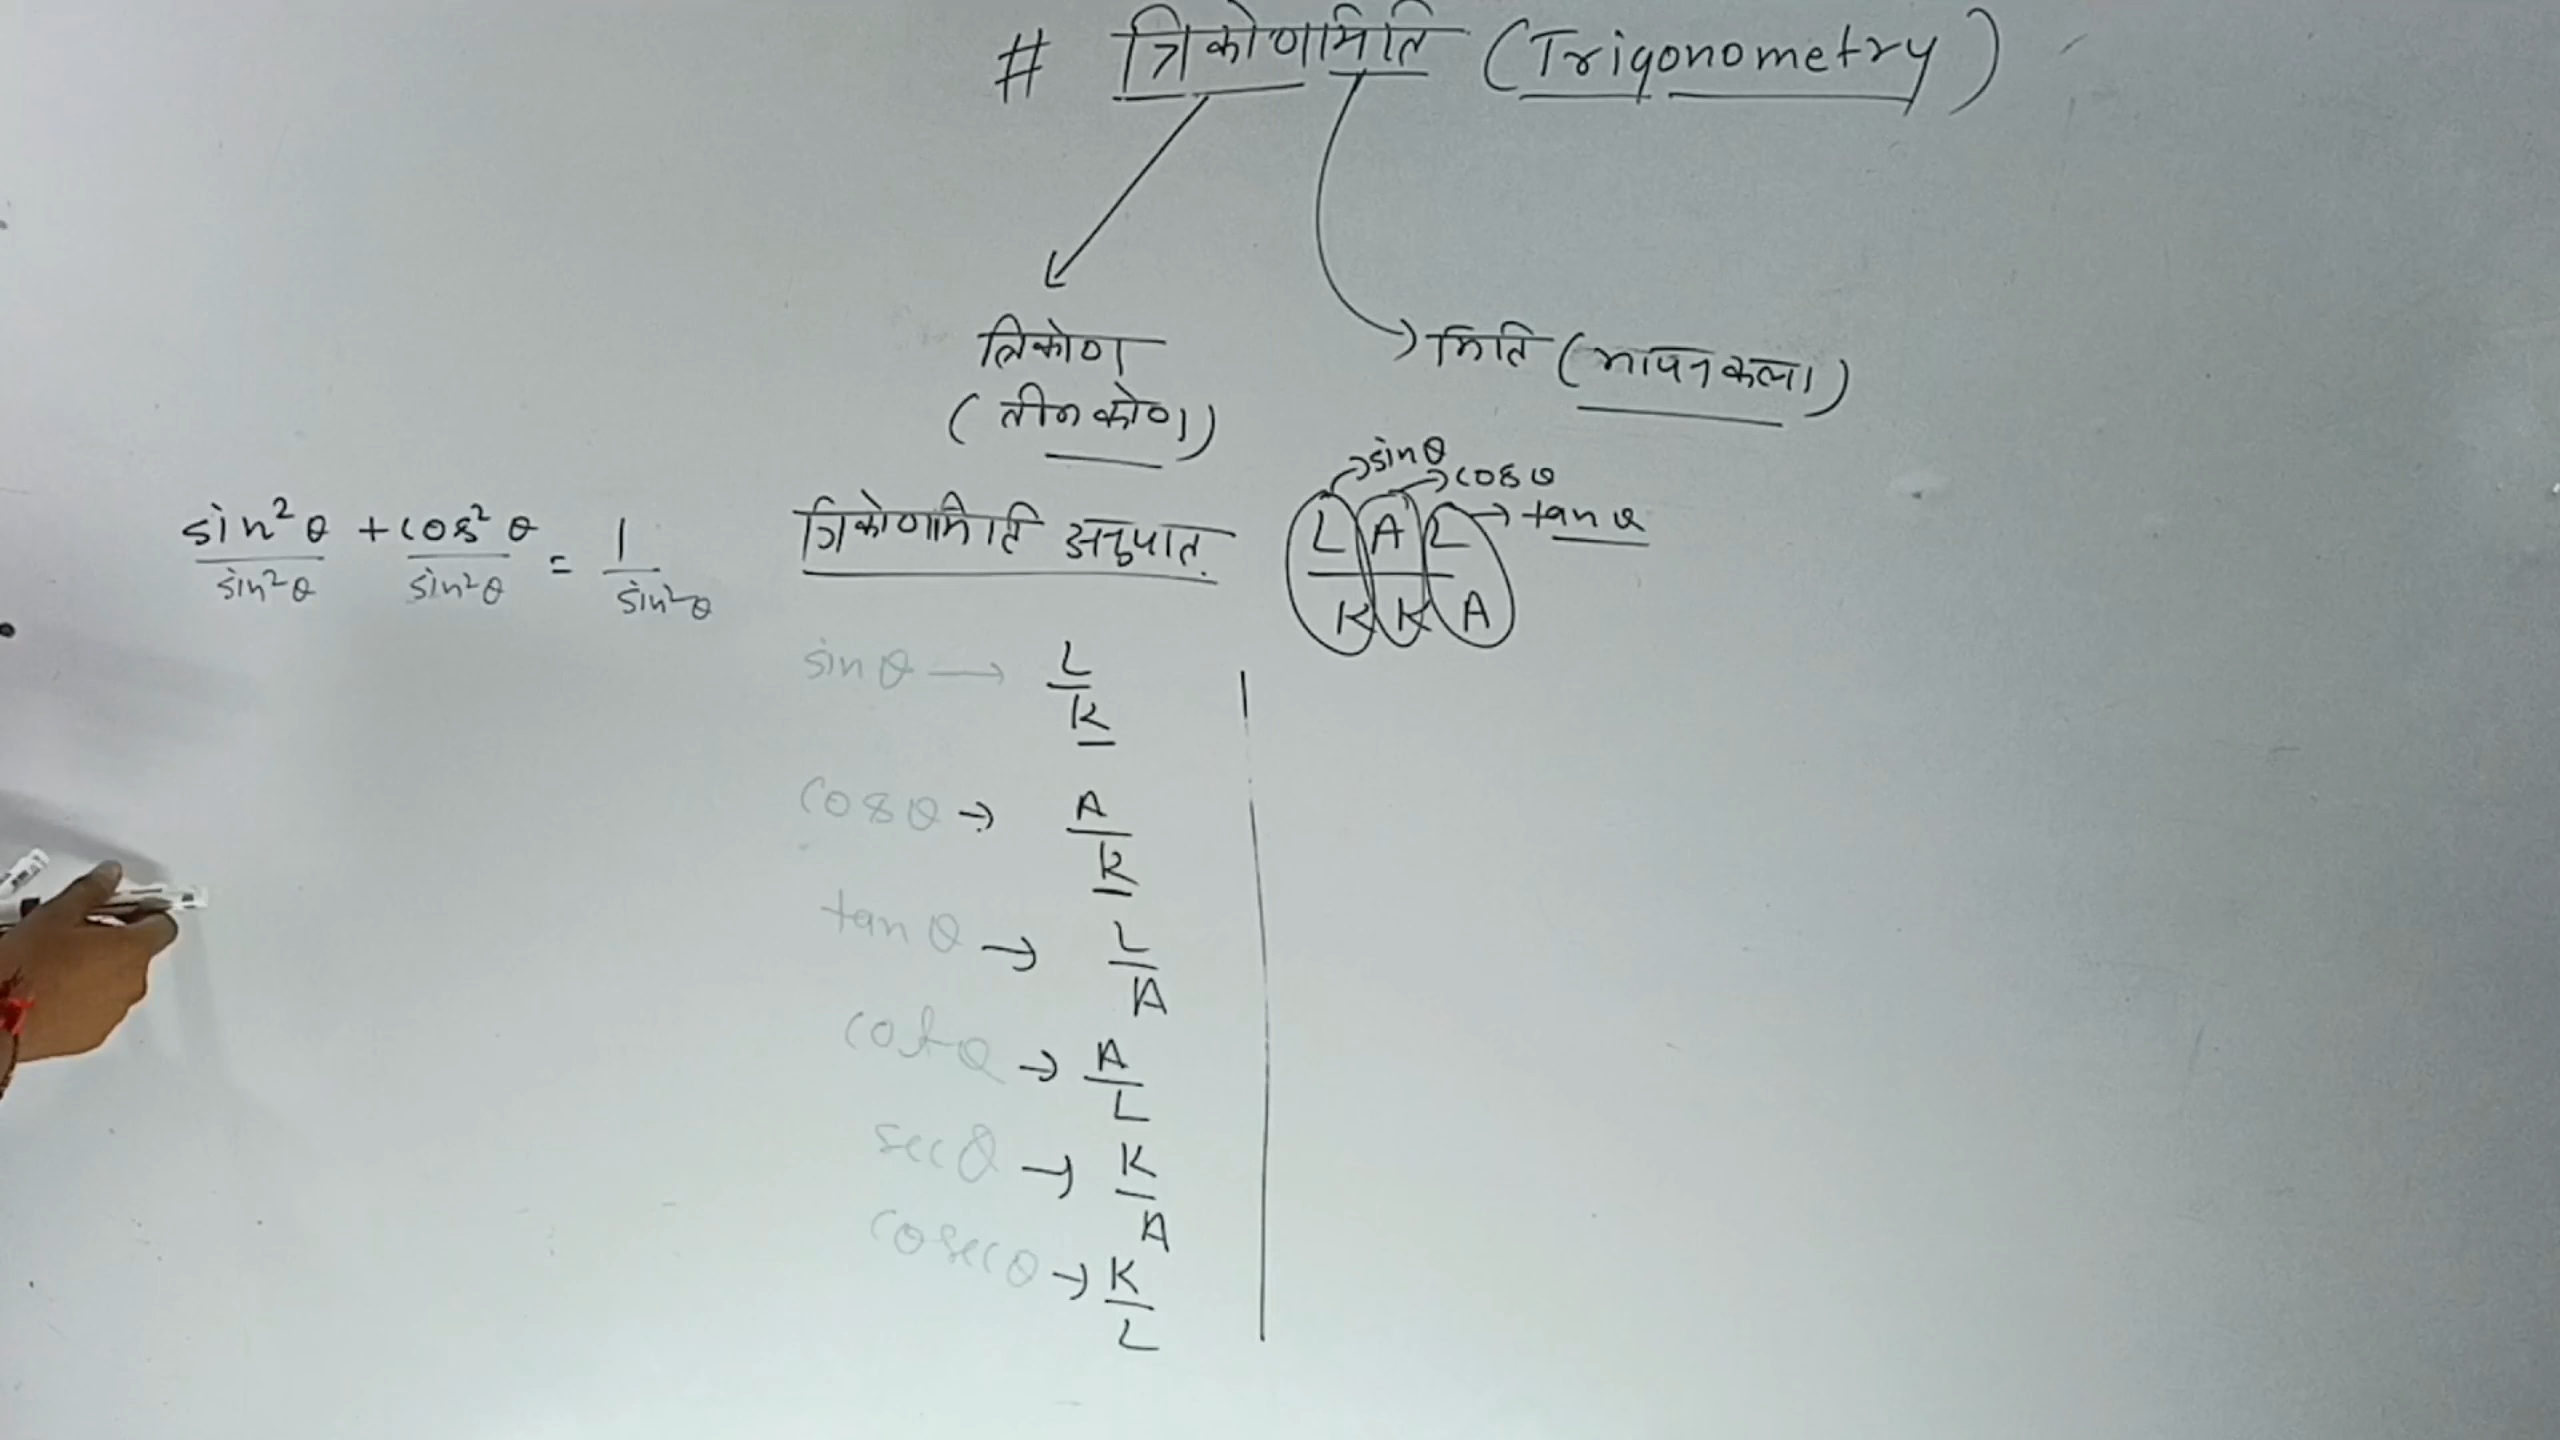 # त्रिकोणमिति (Trigonometry)
त्रिकोण
(तीन कोण)
मिति (मापन कला)
sin²θ/sin²θ + cos²θ/sin²θ = 1/sin²θ
त्रिकोणमिति अनुपात.
L A L
K K A
sinθ
cosθ
tanθ
sinθ → L/K
cosθ → A/K
tanθ → L/A
cotθ → A/L
secθ → K/A
cosecθ → K/L